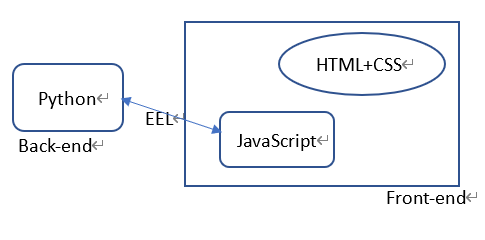 HTML+CSS
Python
EEL
JavaScript
Back-end
Front-end